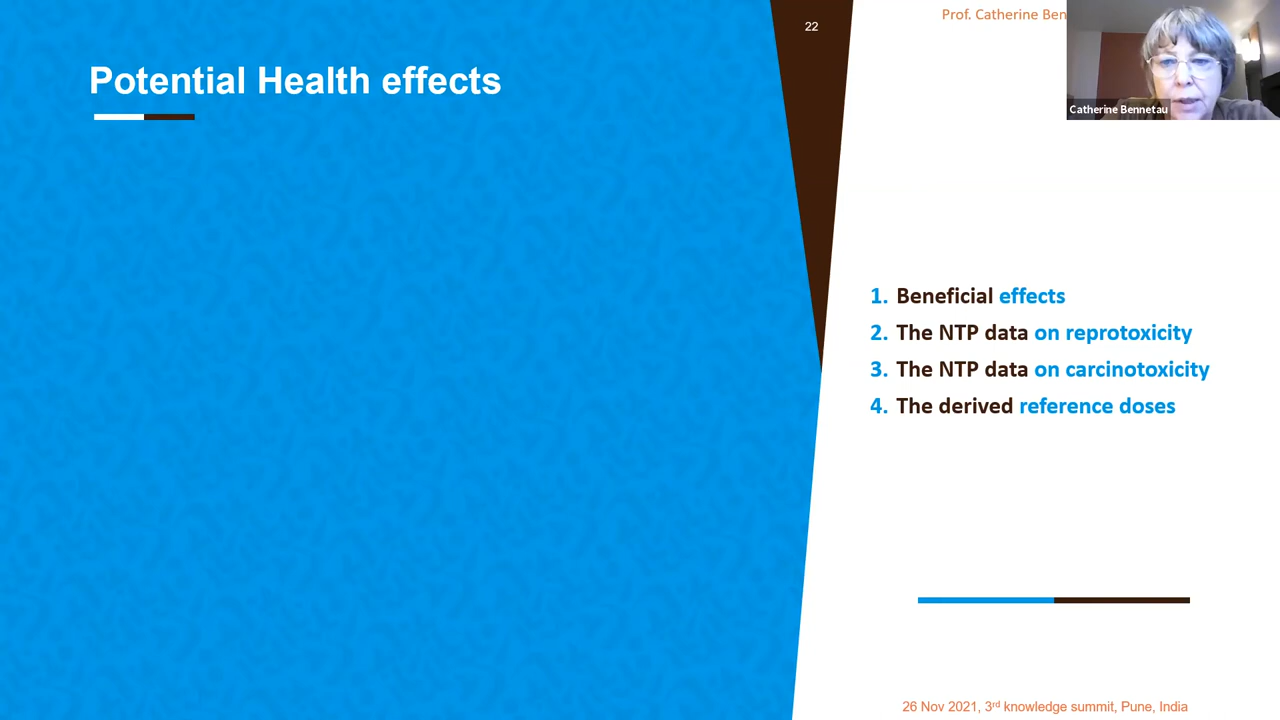 22
Prof. Catherine Ben
Catherine Bennetau
Potential Health effects
1. Beneficial effects
2. The NTP data on reprotoxicity
3. The NTP data on carcinotoxicity
4. The derived reference doses
26 Nov 2021, 3rd knowledge summit, Pune, India